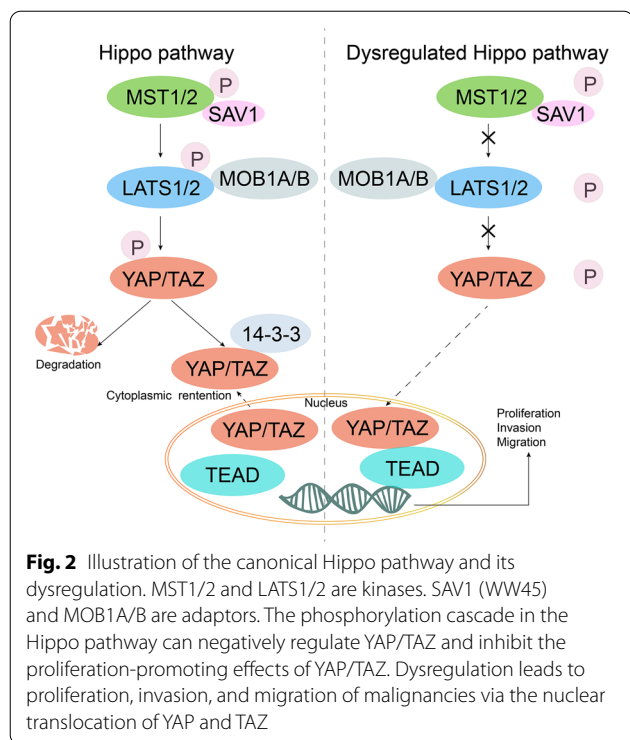 Hippo pathway
P
MST1/2
SAV1
P
LATS1/2
MOB1A/B
P
YAP/TAZ
Degradation
14-3-3
YAP/TAZ
Cytoplasmic rentention
Dysregulated Hippo pathway
P
MST1/2
SAV1
MOB1A/B
LATS1/2
P
YAP/TAZ
P
Nucleus
YAP/TAZ
YAP/TAZ
TEAD
TEAD
Proliferation
Invasion
Migration
Fig. 2 Illustration of the canonical Hippo pathway and its
dysregulation. MST1/2 and LATS1/2 are kinases. SAV1 (WW45)
and MOB1A/B are adaptors. The phosphorylation cascade in the
Hippo pathway can negatively regulate YAP/TAZ and inhibit the
proliferation-promoting effects of YAP/TAZ. Dysregulation leads to
proliferation, invasion, and migration of malignancies via the nuclear
translocation of YAP and TAZ